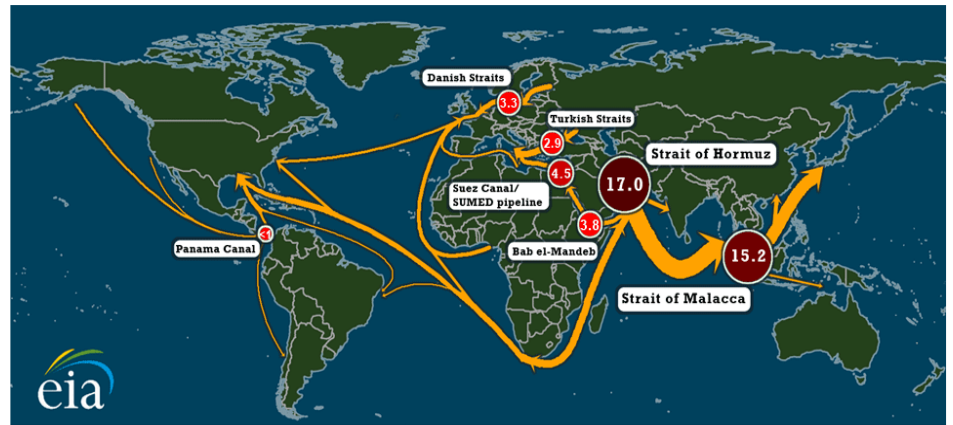 Danish Straits
3.3
Turkish Straits
2.9
Strait of Hormuz
17.0
4.5
Suez Canal/
SUMED pipeline
3.8
Bab el-Mandeb
<1
Panama Canal
15.2
Strait of Malacca
eia